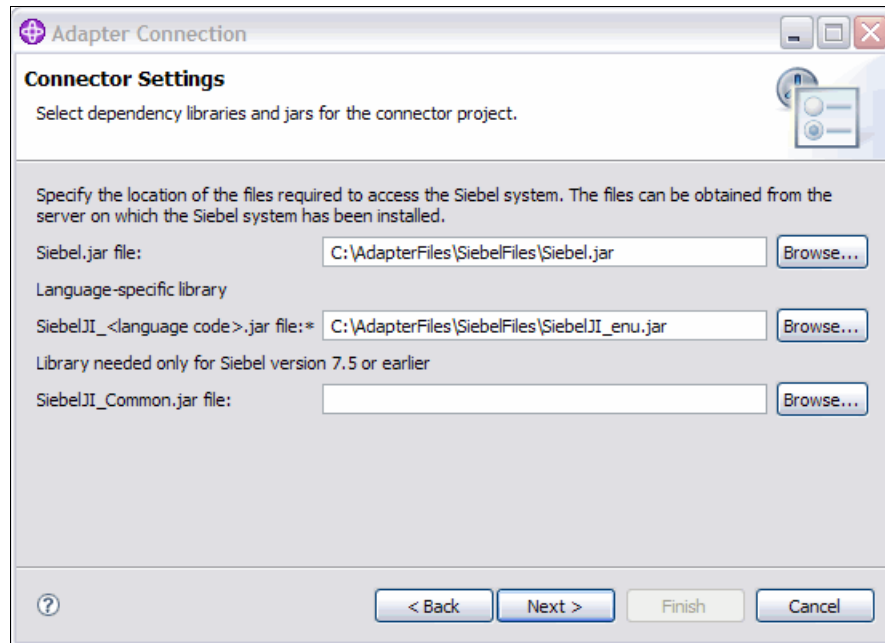 Adapter Connection
Connector Settings
Select dependency libraries and jars for the connector project.
Specify the location of the files required to access the Siebel system. The files can be obtained from the
server on which the Siebel system has been installed.
Siebel.jar file: C:\AdapterFiles\SiebelFiles\Siebel.jar Browse...
Language-specific library
SiebelJI_<language code>.jar file:* C:\AdapterFiles\SiebelFiles\SiebelJI_enu.jar Browse...
Library needed only for Siebel version 7.5 or earlier
SiebelJI_Common.jar file: Browse...
? < Back Next > Finish Cancel